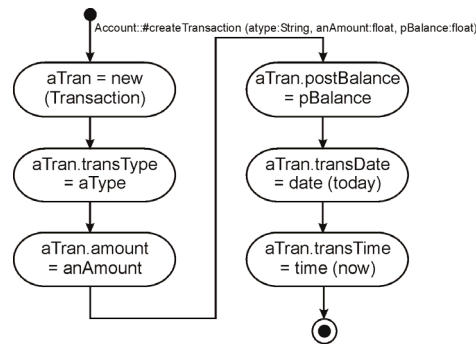 Account::#createTransaction (atype:String, anAmount:float, pBalance:float)
aTran = new
(Transaction)
aTran.transType
= aType
aTran.amount
= anAmount
aTran.postBalance
= pBalance
aTran.transDate
= date (today)
aTran.transTime
= time (now)